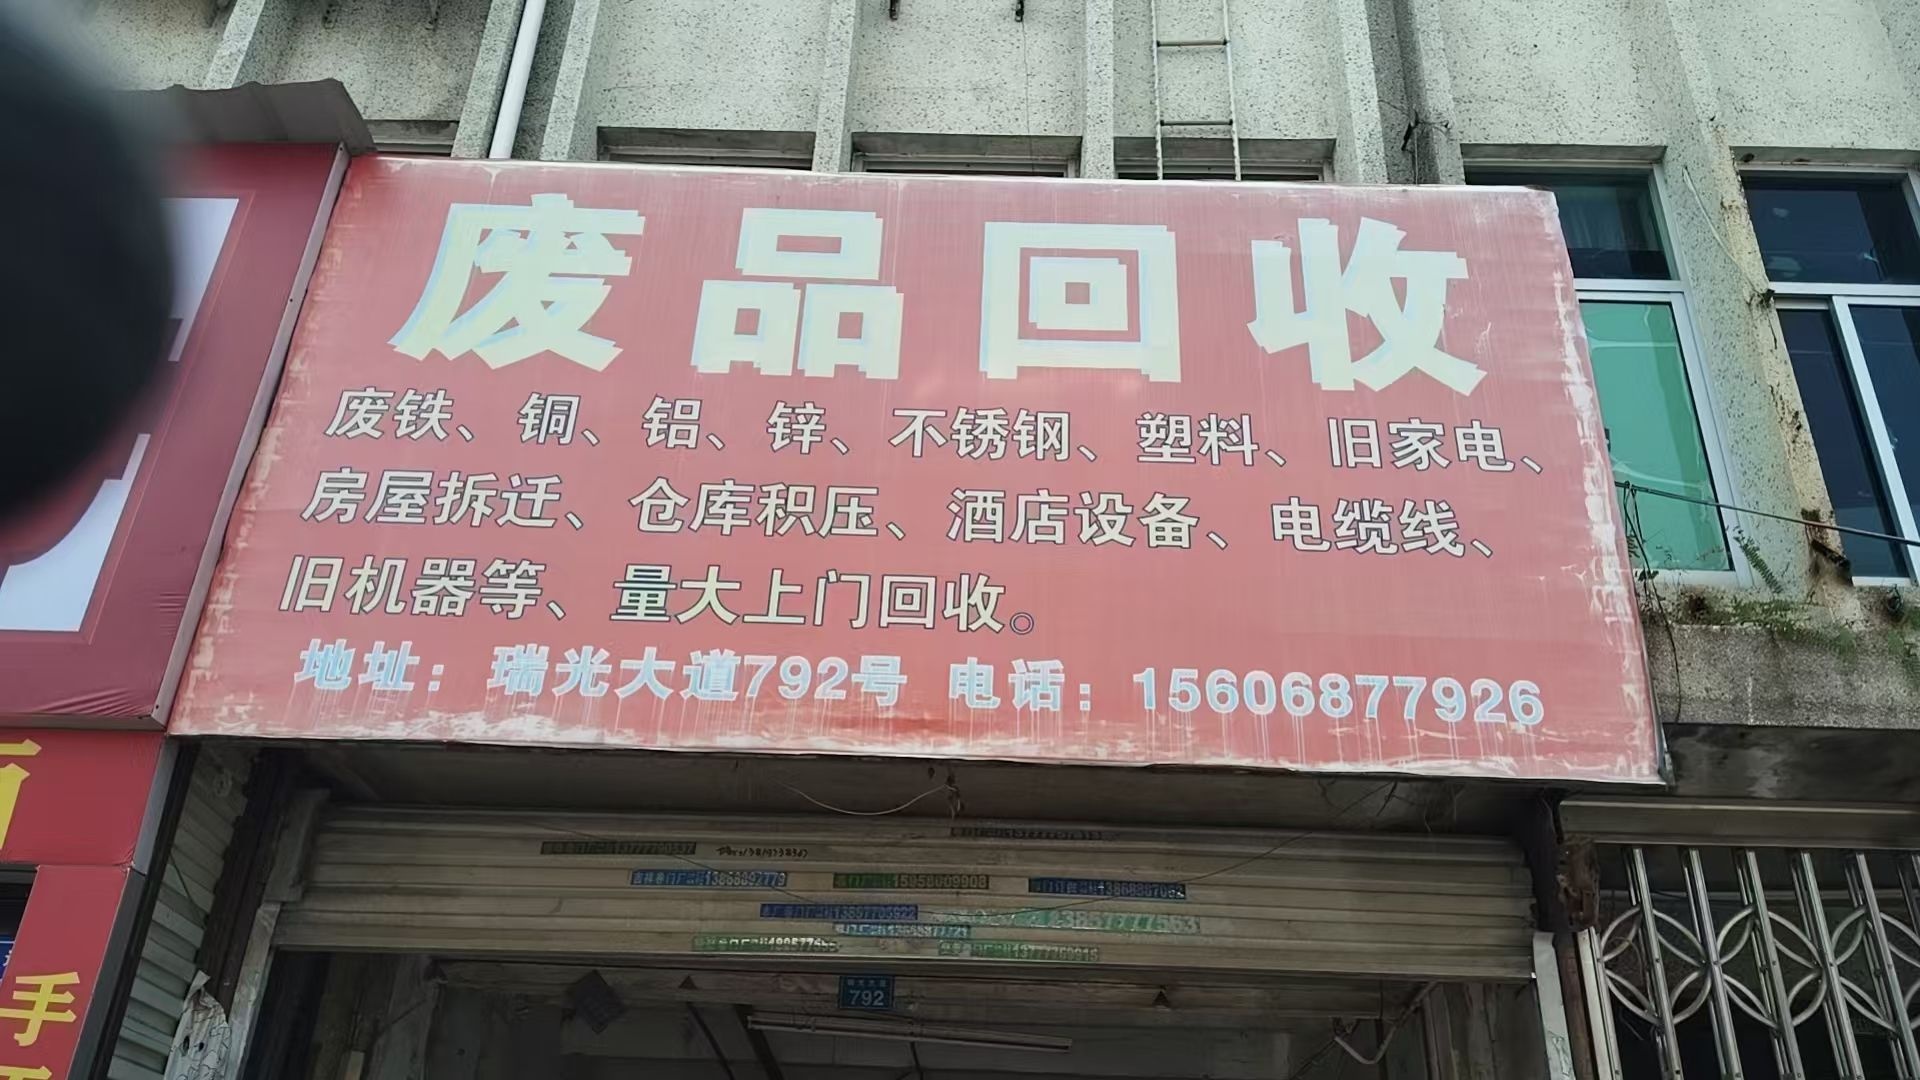 废品回收
废铁、铜、铝、锌、不锈钢、塑料、旧家电、
房屋拆迁、仓库积压、酒店设备、电缆线、
旧机器等、量大上门回收。
地址：瑞光大道792号 电话：15606877926
792
手